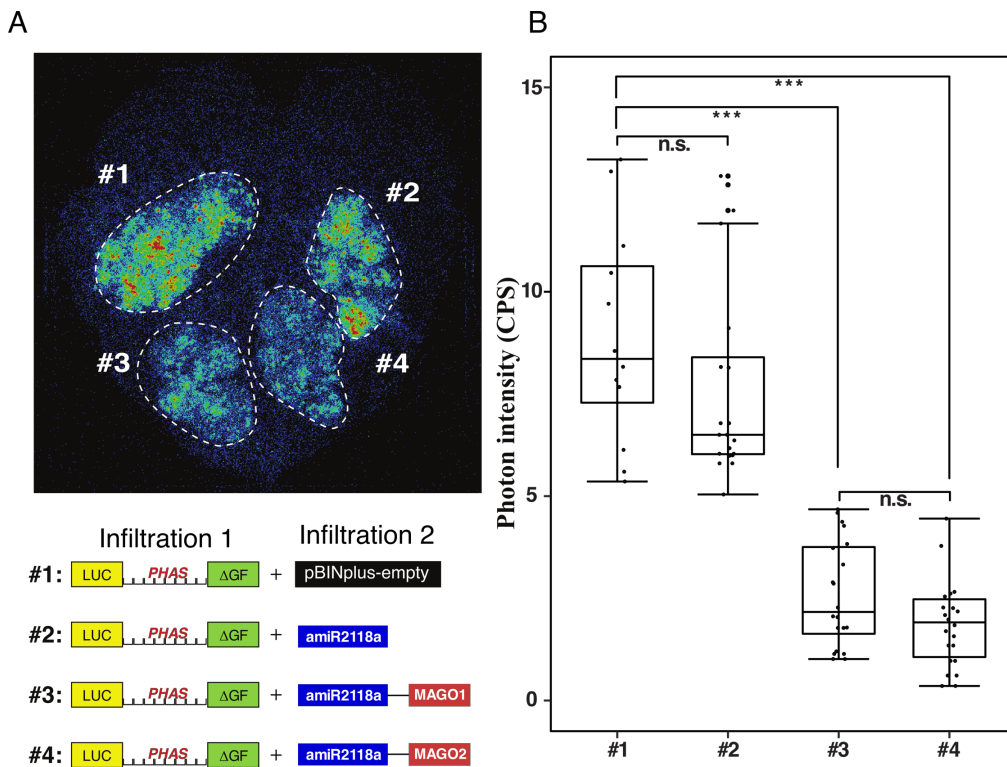 A
#1
#2
#3
#4
Infiltration 1 Infiltration 2
#1: LUC PHAS ΔGF + pBINplus-empty
#2: LUC PHAS ΔGF + amiR2118a
#3: LUC PHAS ΔGF + amiR2118a MAGO1
#4: LUC PHAS ΔGF + amiR2118a MAGO2
B
Photon intensity (CPS)
15
10
5
0
***
***
n.s.
n.s.
#1 #2 #3 #4